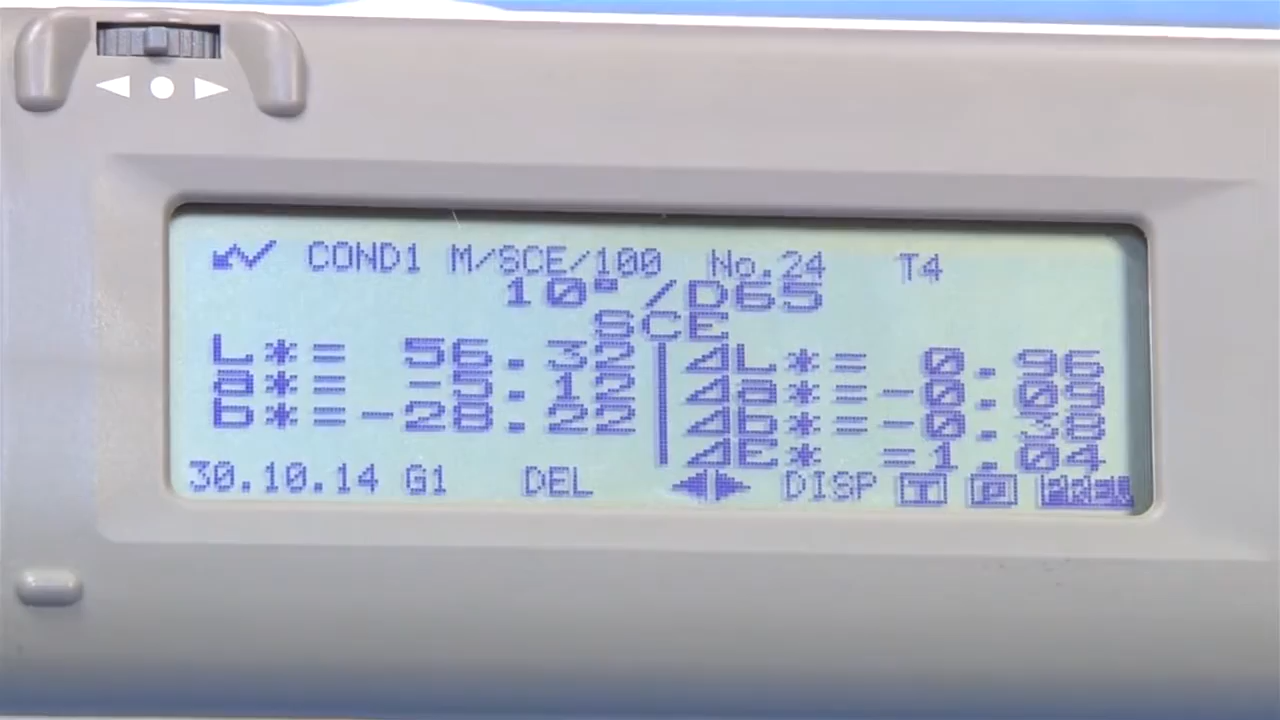 COND1 M/SCE/100 No.24 T4
10°/D65
SCE
L*= 56.32 ΔL*= 0.96
a*= -5.12 Δa*=-0.09
b*=-28.22 Δb*=-0.38
ΔE* =1.04
30.10.14 G1 DEL ◀▶ DISP T P PREV